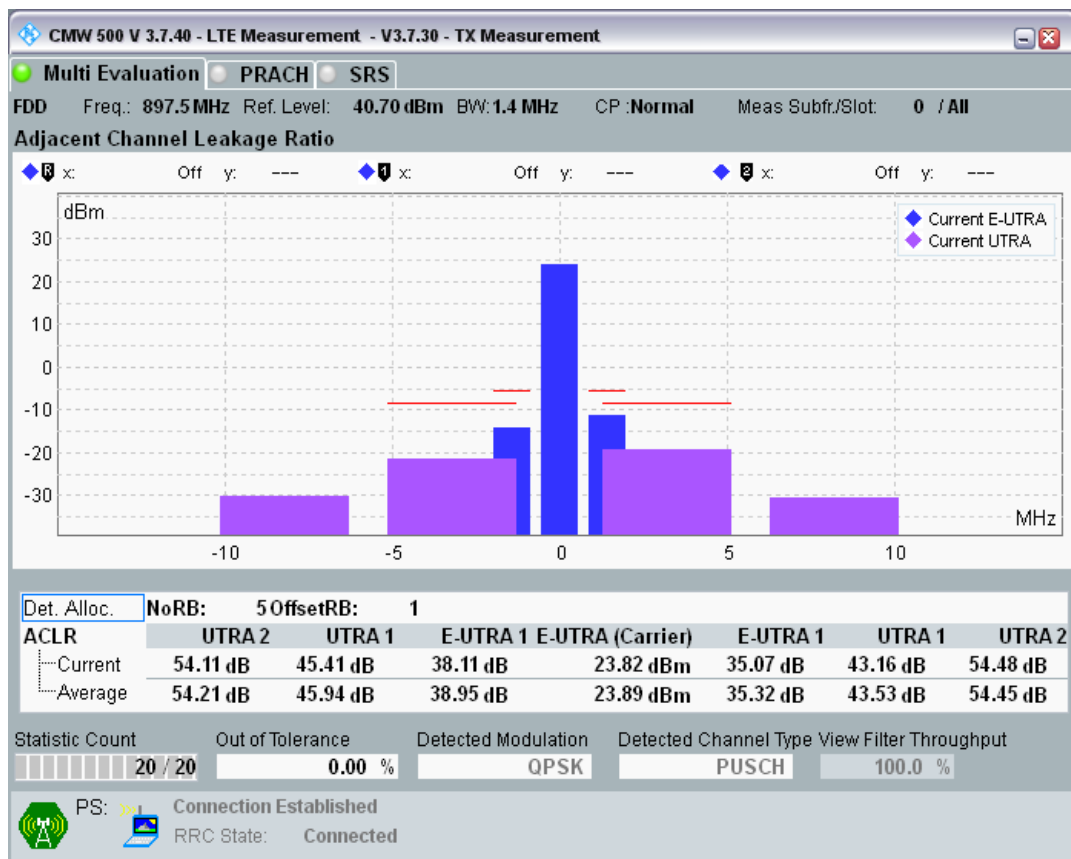 CMW 500 V 3.7.40 - LTE Measurement - V3.7.30 - TX Measurement
Multi Evaluation PRACH SRS
FDD Freq.: 897.5 MHz Ref. Level: 40.70 dBm BW: 1.4 MHz CP :Normal Meas Subfr./Slot: 0 / All
Adjacent Channel Leakage Ratio
R x: Off y: --- 1 x: Off y: --- 2 x: Off y: ---
dBm
Current E-UTRA
Current UTRA
30
20
10
0
-10
-20
-30
MHz
-10 -5 0 5 10
Det. Alloc. NoRB: 5 OffsetRB: 1
ACLR UTRA 2 UTRA 1 E-UTRA 1 E-UTRA (Carrier) E-UTRA 1 UTRA 1 UTRA 2
Current 54.11 dB 45.41 dB 38.11 dB 23.82 dBm 35.07 dB 43.16 dB 54.48 dB
Average 54.21 dB 45.94 dB 38.95 dB 23.89 dBm 35.32 dB 43.53 dB 54.45 dB
Statistic Count Out of Tolerance Detected Modulation Detected Channel Type View Filter Throughput
20 / 20 0.00 % QPSK PUSCH 100.0 %
PS: Connection Established
RRC State: Connected